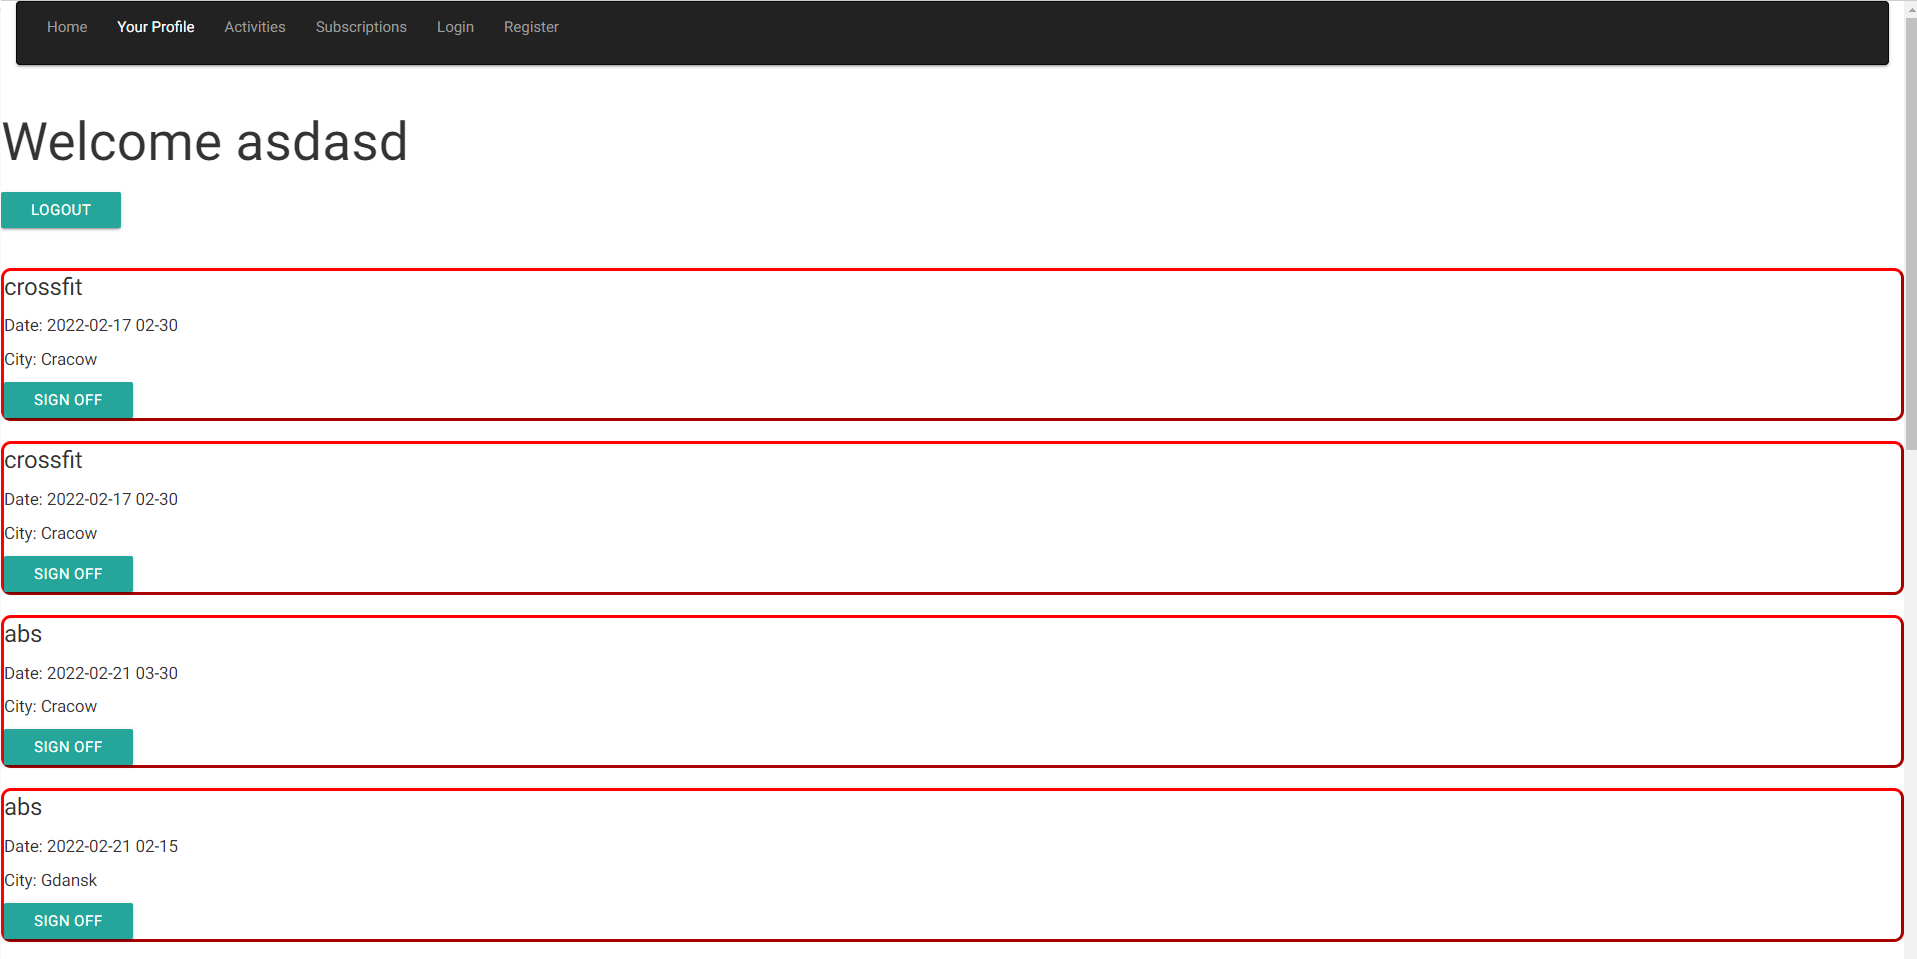 Home Your Profile Activities Subscriptions Login Register
Welcome asdasd
LOGOUT
crossfit
Date: 2022-02-17 02-30
City: Cracow
SIGN OFF
crossfit
Date: 2022-02-17 02-30
City: Cracow
SIGN OFF
abs
Date: 2022-02-21 03-30
City: Cracow
SIGN OFF
abs
Date: 2022-02-21 02-15
City: Gdansk
SIGN OFF